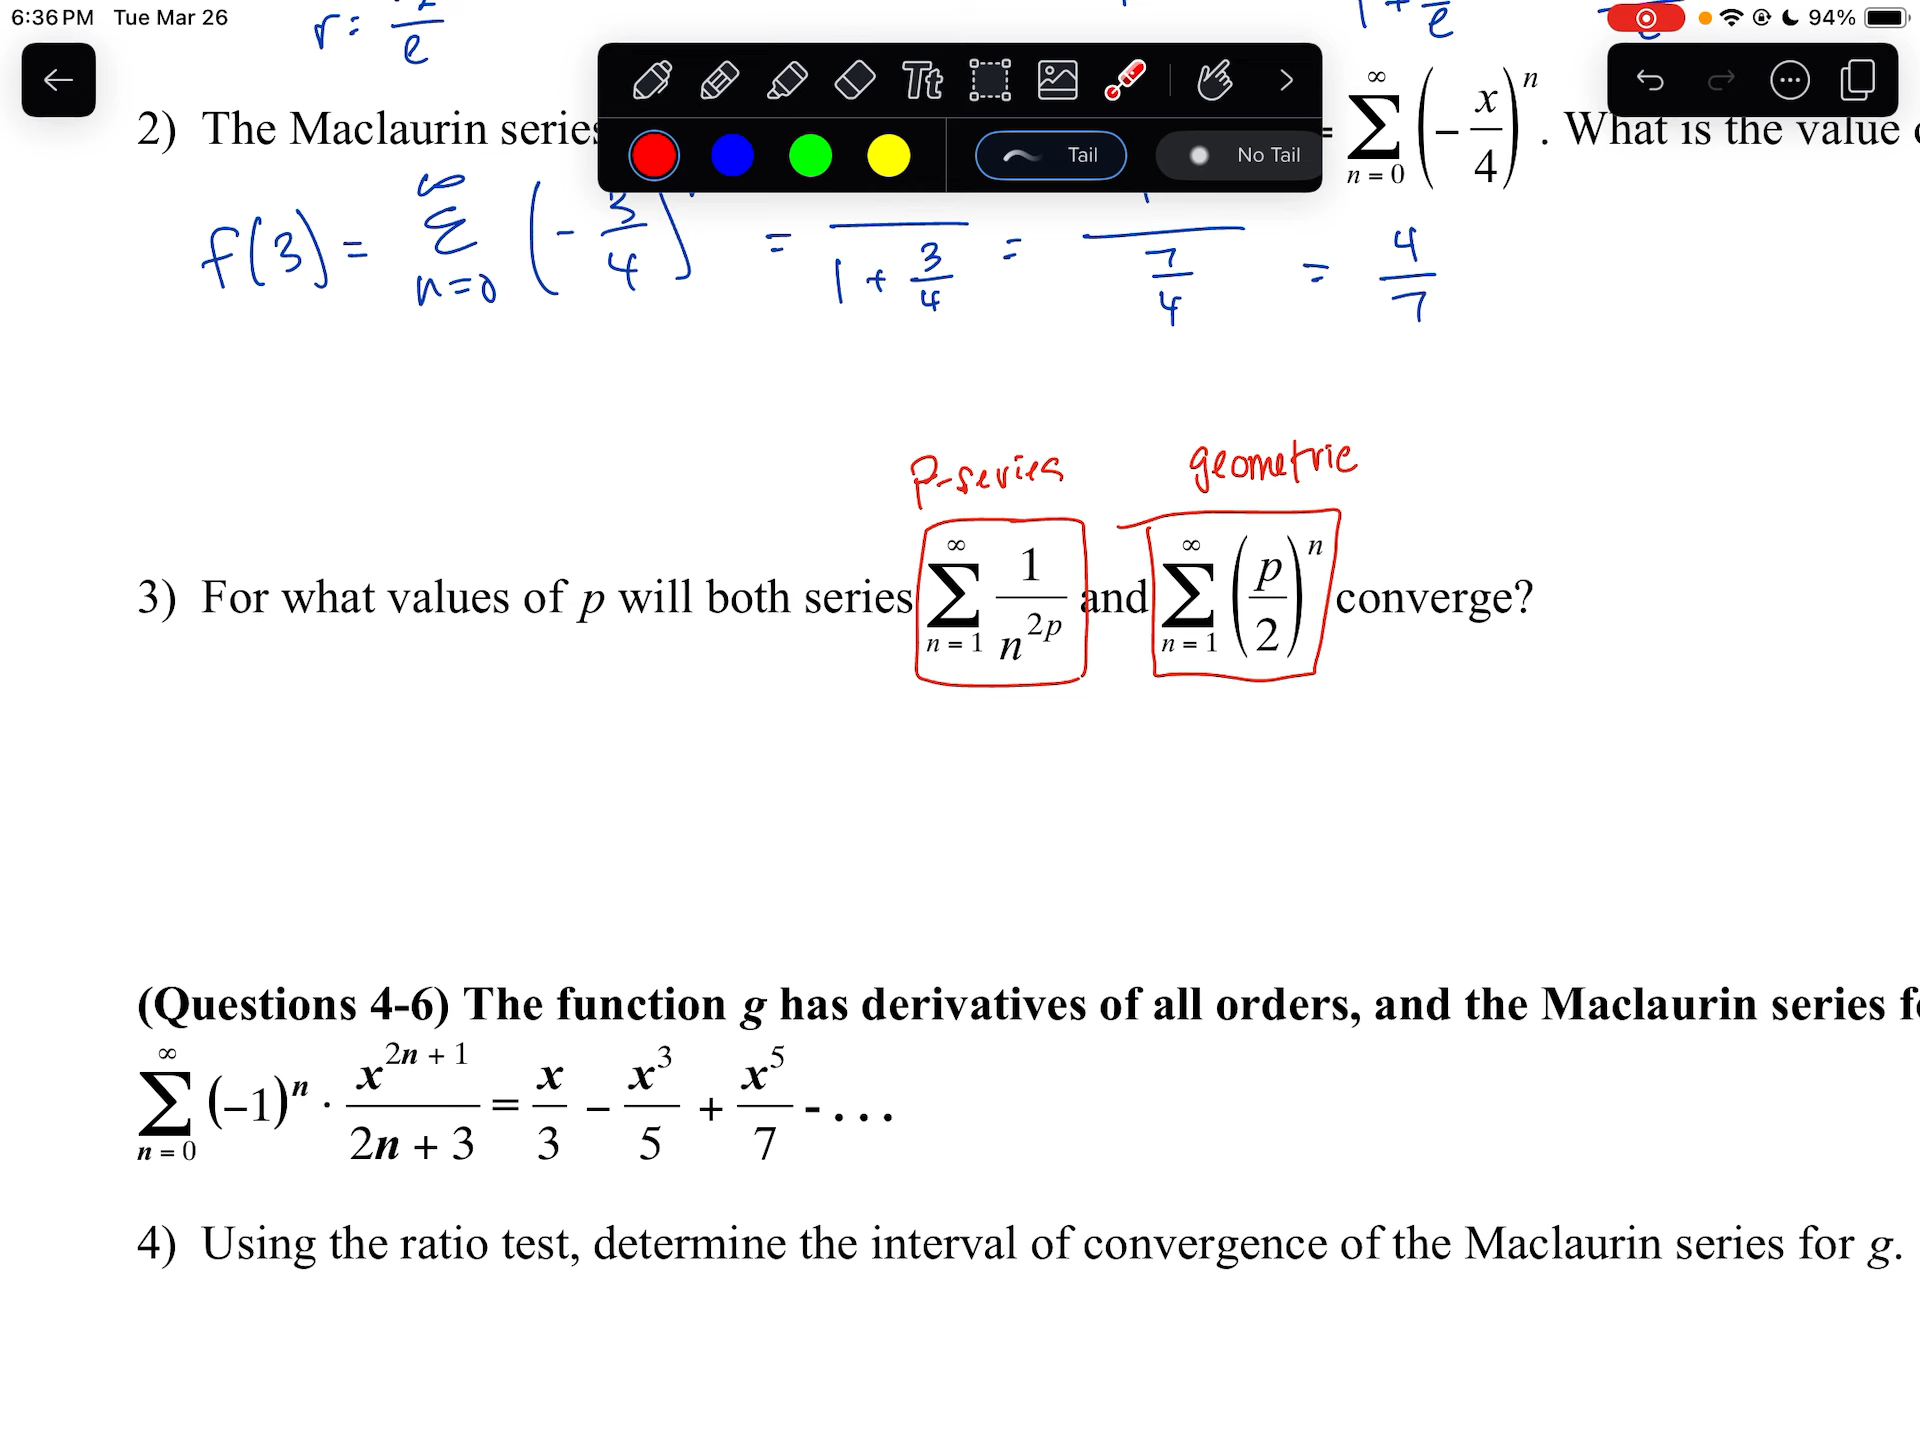 6:36 PM Tue Mar 26
94%
r = e
e
Tt
Tail No Tail
2) The Maclaurin series = ∞ ∑ n = 0 (−x/4)^n . What is the value
f(3) = ∞ Σ n=0 (-3/4) = 1 + 3/4 = 7/4 = 4/7
P-series geometric
3) For what values of p will both series ∞ ∑ n = 1 1/n^2p and ∞ ∑ n = 1 (p/2)^n converge?
(Questions 4-6) The function g has derivatives of all orders, and the Maclaurin series
∞ ∑ n = 0 (−1)^n · x^2n + 1/2n + 3 = x/3 − x^3/5 + x^5/7 - . . .
4) Using the ratio test, determine the interval of convergence of the Maclaurin series for g.